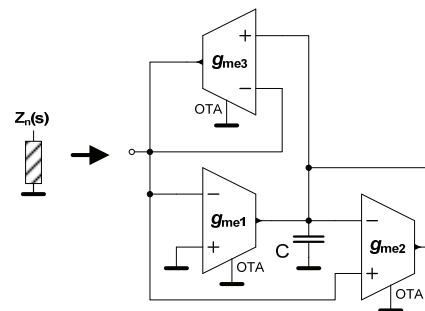 +
gme3
Zn(s)
−
OTA
−
gme1
+
−
C
gme2
OTA
+
OTA